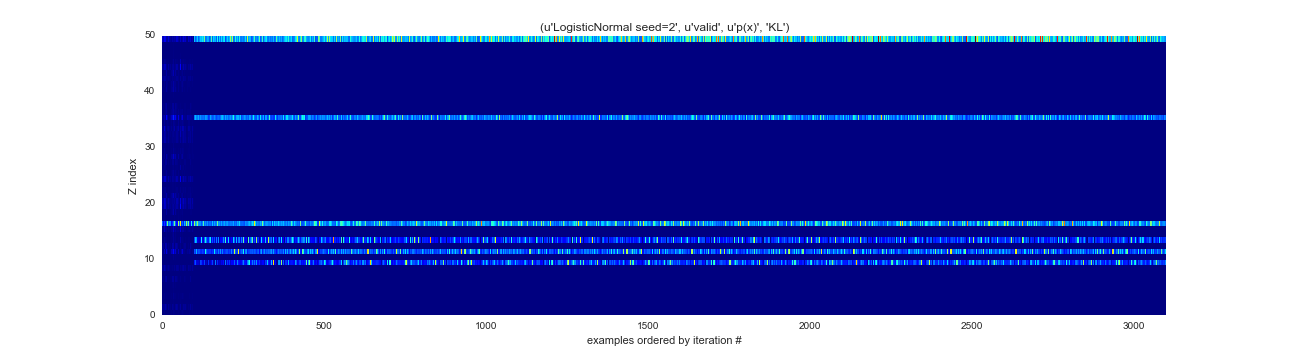 (u'LogisticNormal seed=2', u'valid', u'p(x)', 'KL')
50
40
30
20
10
0
Z index
0 500 1000 1500 2000 2500 3000
examples ordered by iteration #